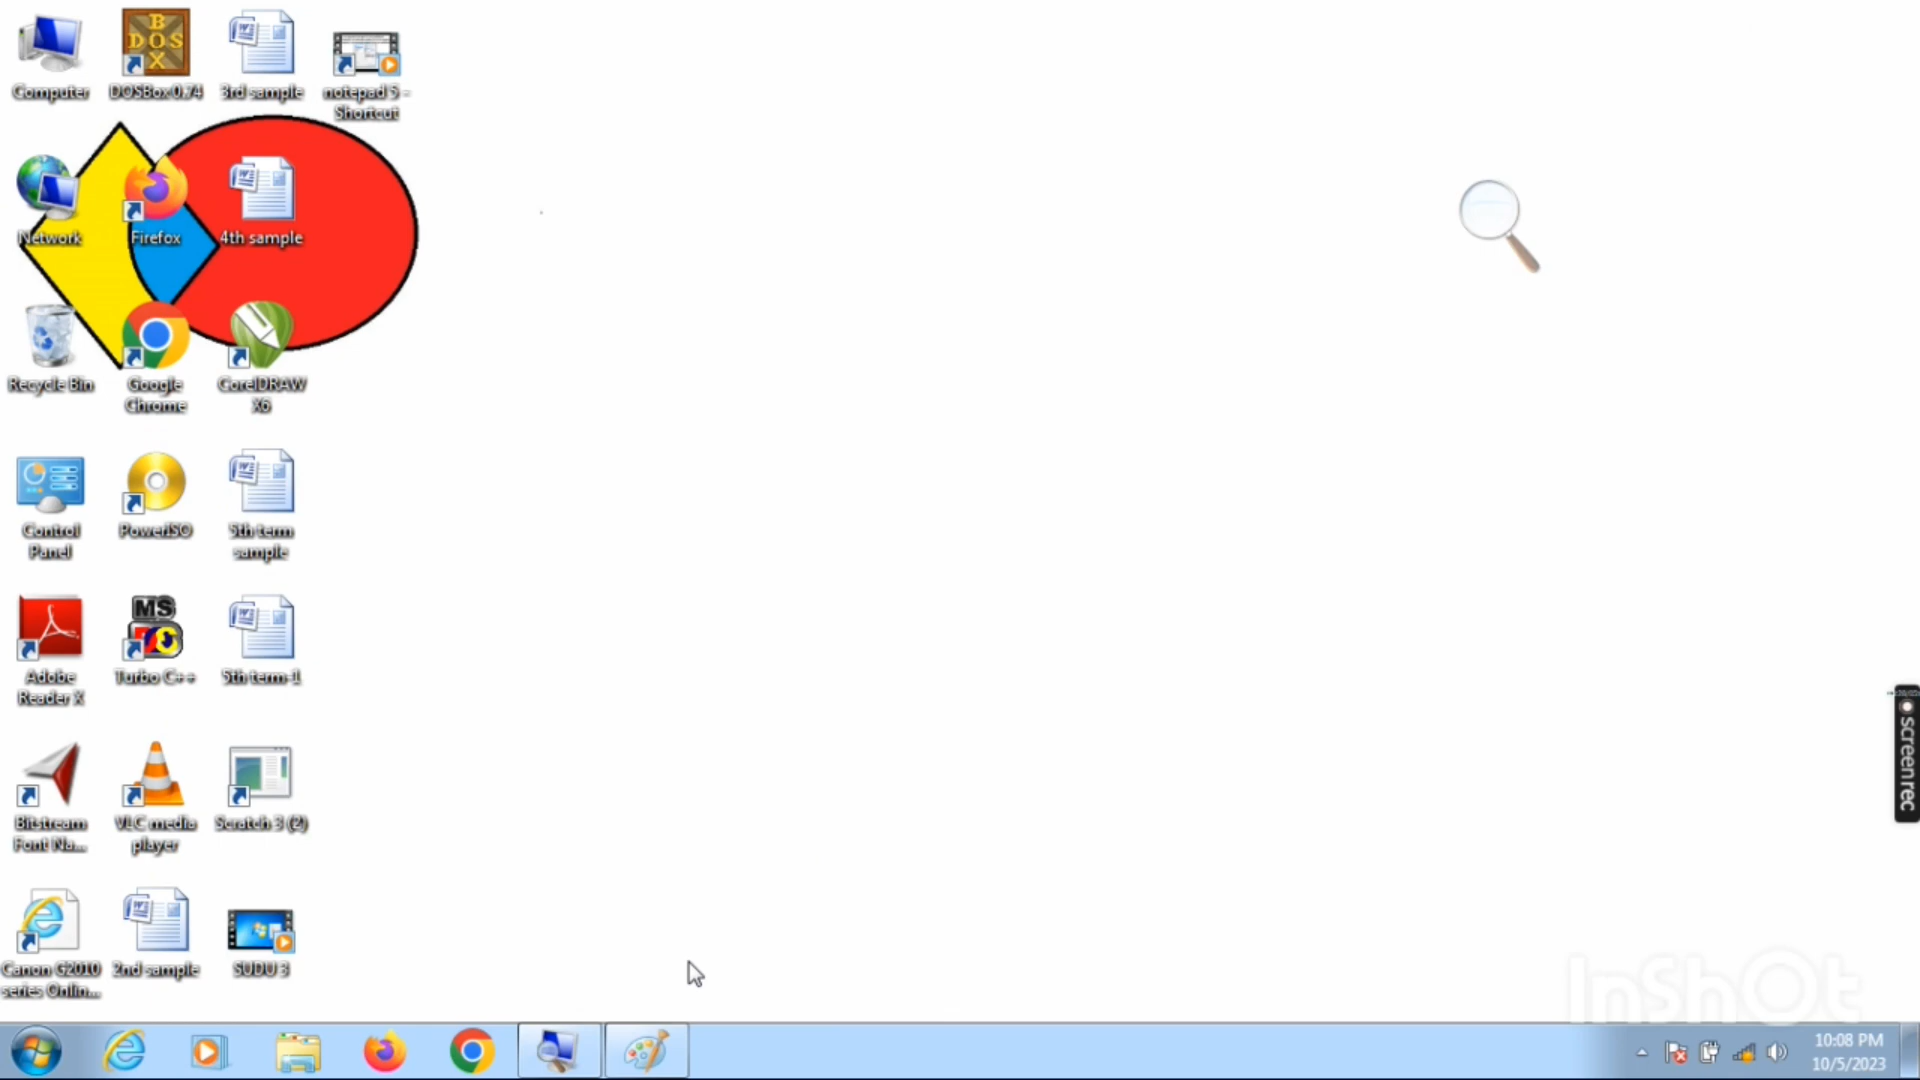 Computer
DOSBox 0.74
3rd sample
notepad 5 -
Shortcut
Network
Firefox
4th sample
Recycle Bin
Google
Chrome
CorelDRAW
X6
Control
Panel
PowerISO
5th term
sample
Adobe
Reader X
MS
Turbo C++
5th term-1
Bitstream
Font Na...
VLC media
player
Scratch 3 (2)
Canon G2010
series Onlin...
2nd sample
SUDU 3
screenrec
InShOt
10:08 PM
10/5/2023